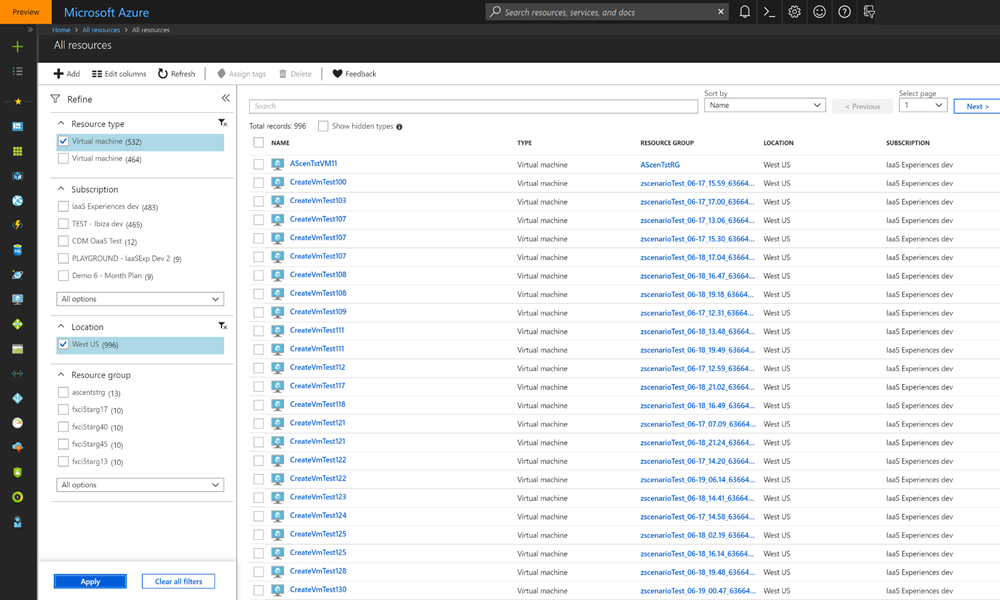 Preview
Microsoft Azure
Search resources, services, and docs
Home > All resources > All resources
All resources
Add Edit columns Refresh Assign tags Delete Feedback
Refine
Resource type
Virtual machine (532)
Virtual machine (464)
Subscription
IaaS Experiences dev (483)
TEST - Ibiza dev (465)
CDM OaaS Test (12)
PLAYGROUND - IaaSExp Dev 2 (9)
Demo 6 - Month Plan (9)
All options
Location
West US (996)
Resource group
ascentstrg (13)
fxci5targ17 (10)
fxci5targ40 (10)
fxci5targ45 (10)
fxci5targ13 (10)
All options
Apply Clear all filters
Search
Sort by
Name
< Previous
Select page
1
Next >
Total records: 996 Show hidden types
NAME TYPE RESOURCE GROUP LOCATION SUBSCRIPTION
AScenTstVM11 Virtual machine AScenTstRG West US IaaS Experiences dev
CreateVmTest100 Virtual machine zscenarioTest_06-17_15.59_63664... West US IaaS Experiences dev
CreateVmTest103 Virtual machine zscenarioTest_06-17_17.00_63664... West US IaaS Experiences dev
CreateVmTest107 Virtual machine zscenarioTest_06-17_13.06_63664... West US IaaS Experiences dev
CreateVmTest107 Virtual machine zscenarioTest_06-17_15.30_63664... West US IaaS Experiences dev
CreateVmTest107 Virtual machine zscenarioTest_06-18_17.04_63664... West US IaaS Experiences dev
CreateVmTest108 Virtual machine zscenarioTest_06-18_16.47_63664... West US IaaS Experiences dev
CreateVmTest108 Virtual machine zscenarioTest_06-18_19.18_63664... West US IaaS Experiences dev
CreateVmTest109 Virtual machine zscenarioTest_06-17_12.31_63664... West US IaaS Experiences dev
CreateVmTest111 Virtual machine zscenarioTest_06-18_13.48_63664... West US IaaS Experiences dev
CreateVmTest111 Virtual machine zscenarioTest_06-18_19.49_63664... West US IaaS Experiences dev
CreateVmTest112 Virtual machine zscenarioTest_06-17_12.59_63664... West US IaaS Experiences dev
CreateVmTest117 Virtual machine zscenarioTest_06-18_21.02_63664... West US IaaS Experiences dev
CreateVmTest118 Virtual machine zscenarioTest_06-18_16.49_63664... West US IaaS Experiences dev
CreateVmTest121 Virtual machine zscenarioTest_06-17_07.09_63664... West US IaaS Experiences dev
CreateVmTest121 Virtual machine zscenarioTest_06-18_21.24_63664... West US IaaS Experiences dev
CreateVmTest122 Virtual machine zscenarioTest_06-17_14.20_63664... West US IaaS Experiences dev
CreateVmTest122 Virtual machine zscenarioTest_06-19_06.14_63664... West US IaaS Experiences dev
CreateVmTest123 Virtual machine zscenarioTest_06-18_14.41_63664... West US IaaS Experiences dev
CreateVmTest124 Virtual machine zscenarioTest_06-17_14.58_63664... West US IaaS Experiences dev
CreateVmTest125 Virtual machine zscenarioTest_06-18_02.19_63664... West US IaaS Experiences dev
CreateVmTest125 Virtual machine zscenarioTest_06-18_16.14_63664... West US IaaS Experiences dev
CreateVmTest128 Virtual machine zscenarioTest_06-18_19.48_63664... West US IaaS Experiences dev
CreateVmTest130 Virtual machine zscenarioTest_06-19_00.47_63664... West US IaaS Experiences dev